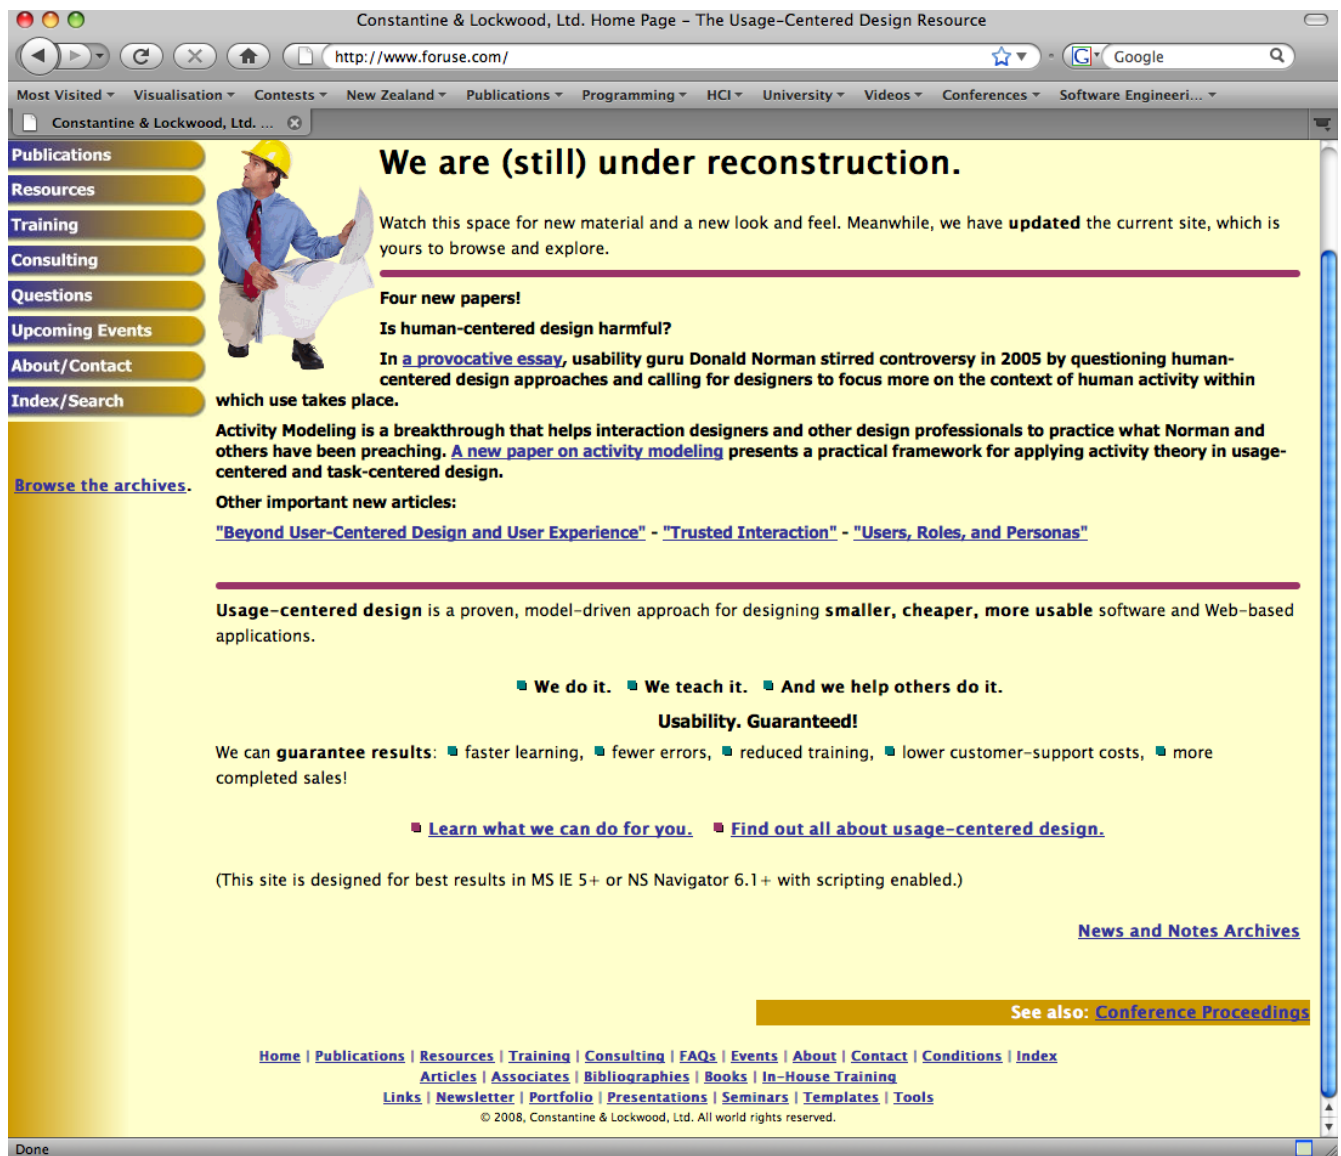 Constantine & Lockwood, Ltd. Home Page – The Usage-Centered Design Resource
http://www.foruse.com/
Google
Most Visited Visualisation Contests New Zealand Publications Programming HCI University Videos Conferences Software Engineeri...
Constantine & Lockwood, Ltd. ...
Publications
Resources
Training
Consulting
Questions
Upcoming Events
About/Contact
Index/Search
Browse the archives.
We are (still) under reconstruction.
Watch this space for new material and a new look and feel. Meanwhile, we have updated the current site, which is
yours to browse and explore.
Four new papers!
Is human-centered design harmful?
In a provocative essay, usability guru Donald Norman stirred controversy in 2005 by questioning human-
centered design approaches and calling for designers to focus more on the context of human activity within
which use takes place.
Activity Modeling is a breakthrough that helps interaction designers and other design professionals to practice what Norman and
others have been preaching. A new paper on activity modeling presents a practical framework for applying activity theory in usage-
centered and task-centered design.
Other important new articles:
"Beyond User-Centered Design and User Experience" - "Trusted Interaction" - "Users, Roles, and Personas"
Usage-centered design is a proven, model-driven approach for designing smaller, cheaper, more usable software and Web-based
applications.
We do it. We teach it. And we help others do it.
Usability. Guaranteed!
We can guarantee results: faster learning, fewer errors, reduced training, lower customer-support costs, more
completed sales!
Learn what we can do for you. Find out all about usage-centered design.
(This site is designed for best results in MS IE 5+ or NS Navigator 6.1+ with scripting enabled.)
News and Notes Archives
See also: Conference Proceedings
Home | Publications | Resources | Training | Consulting | FAQs | Events | About | Contact | Conditions | Index
Articles | Associates | Bibliographies | Books | In-House Training
Links | Newsletter | Portfolio | Presentations | Seminars | Templates | Tools
© 2008, Constantine & Lockwood, Ltd. All world rights reserved.
Done